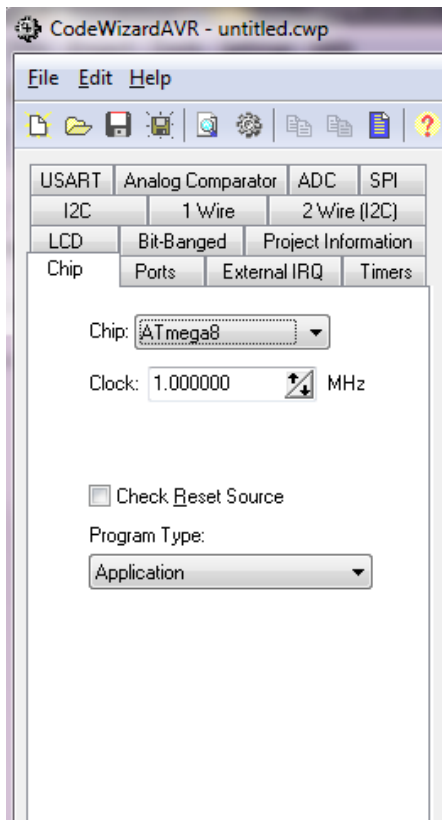 CodeWizardAVR - untitled.cwp
File Edit Help
USART Analog Comparator ADC SPI
I2C 1 Wire 2 Wire (I2C)
LCD Bit-Banged Project Information
Chip Ports External IRQ Timers
Chip: ATmega8
Clock: 1.000000 MHz
Check Reset Source
Program Type:
Application